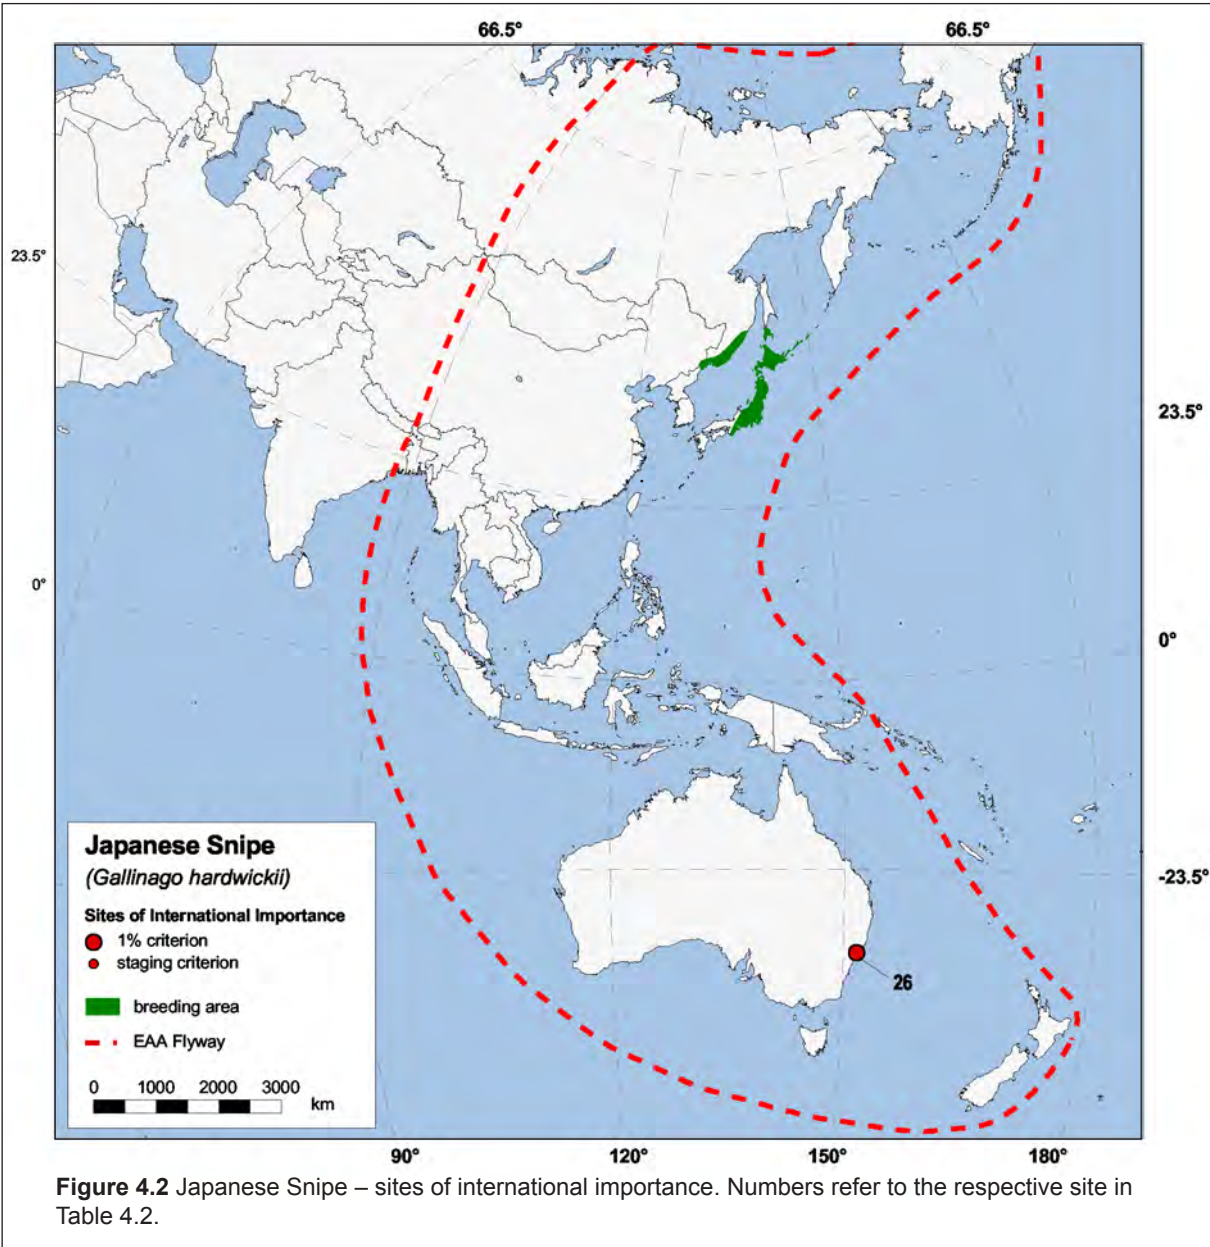 66.5° 66.5°
23.5°
23.5°
0°
0°
-23.5°
Japanese Snipe
(Gallinago hardwickii)
Sites of International Importance
1% criterion
staging criterion
breeding area
EAA Flyway
0 1000 2000 3000
km
26
90° 120° 150° 180°
Figure 4.2 Japanese Snipe – sites of international importance. Numbers refer to the respective site in
Table 4.2.